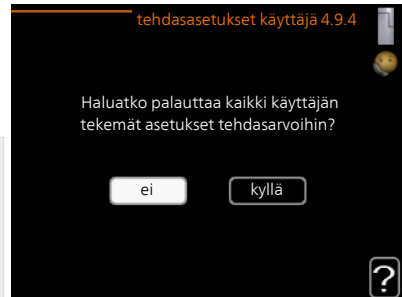 tehdasasetukset käyttäjä 4.9.4
Haluatko palauttaa kaikki käyttäjän
tekemät asetukset tehdasarvoihin?
ei
kyllä
?